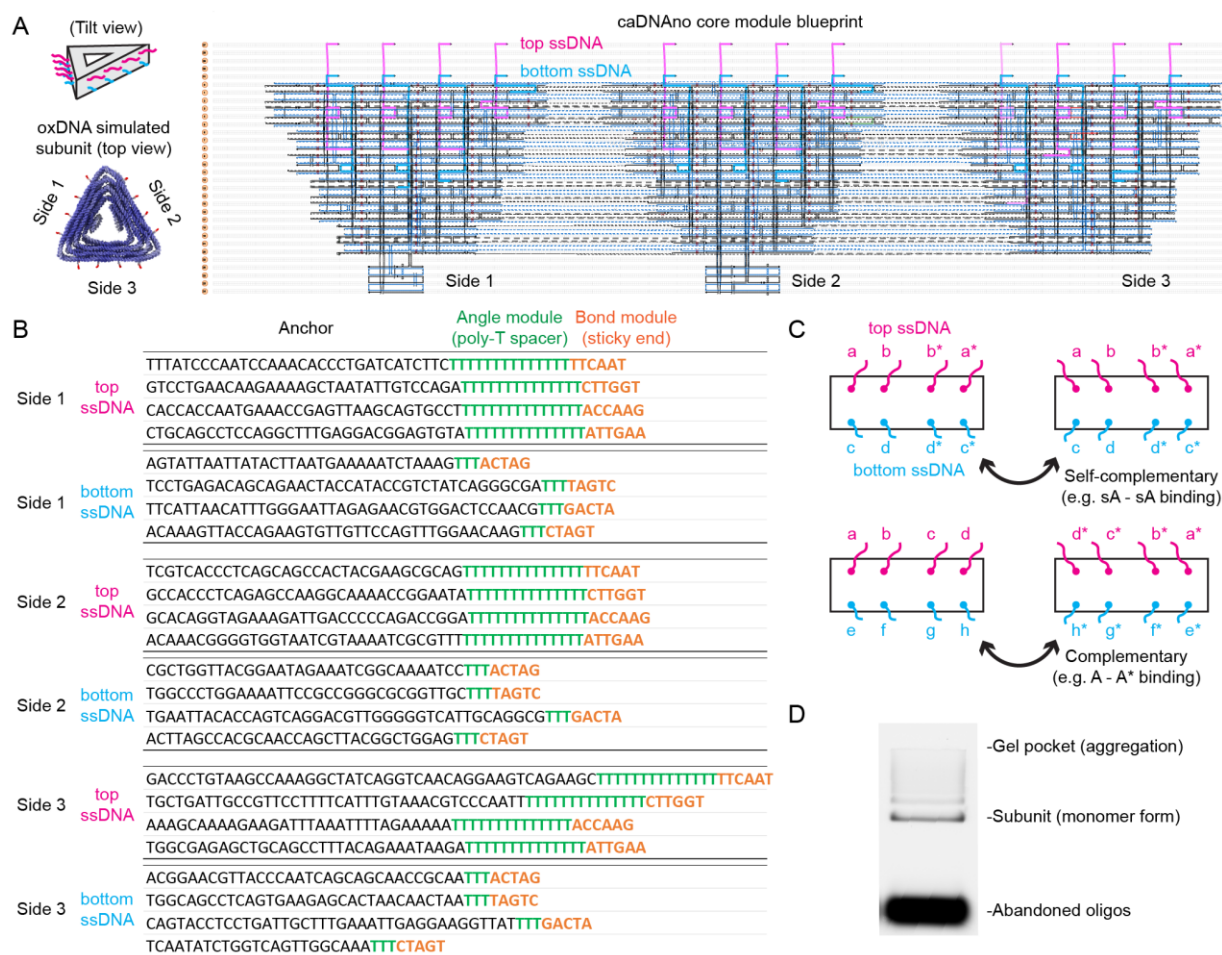 A
(Tilt view)
oxDNA simulated
subunit (top view)
Side 1
Side 2
Side 3
caDNAno core module blueprint
top ssDNA
bottom ssDNA
Side 1
Side 2
Side 3
B
Anchor
Angle module
(poly-T spacer)
Bond module
(sticky end)
Side 1
top
ssDNA
TTTATCCCAATCCAAACACCCTGATCATCTTCTTTTTTTTTTTTTTTTCAAT
GTCCTGAACAAGAAAAGCTAATATTGTCCAGATTTTTTTTTTTTTTCTTGGT
CACCACCAATGAAACCGAGTTAAGCAGTGCCTTTTTTTTTTTTTTTACCAAG
CTGCAGCCTCCAGGCTTTGAGGACGGAGTGTATTTTTTTTTTTTTTATTGAA
Side 1
bottom
ssDNA
AGTATTAATTATACTTAATGAAAAATCTAAAGTTTACTAG
TCCTGAGACAGCAGAACTACCATACCGTCTATCAGGGCGATTTTAGTC
TTCATTAACATTTGGGAATTAGAGAACGTGGACTCCAACGTTTGACTA
ACAAAGTTACCAGAAGTGTTGTTCCAGTTTGGAACAAGTTTCTAGT
Side 2
top
ssDNA
TCGTCACCCTCAGCAGCCACTACGAAGCGCAGTTTTTTTTTTTTTTTTCAAT
GCCACCCTCAGAGCCAAGGCAAAACCGGAATATTTTTTTTTTTTTTCTTGGT
GCACAGGTAGAAAGATTGACCCCCAGACCGGATTTTTTTTTTTTTTACCAAG
ACAAACGGGGTGGTAATCGTAAAATCGCGTTTTTTTTTTTTTTTTTATTGAA
Side 2
bottom
ssDNA
CGCTGGTTACGGAATAGAAATCGGCAAAATCCTTTACTAG
TGGCCCTGGAAAATTCCGCCGGGCGCGGTTGCTTTTAGTC
TGAATTACACCAGTCAGGACGTTGGGGGTCATTGCAGGCGTTTGACTA
ACTTAGCCACGCAACCAGCTTACGGCTGGAGTTTCTAGT
Side 3
top
ssDNA
GACCCTGTAAGCCAAAGGCTATCAGGTCAACAGGAAGTCAGAAGCTTTTTTTTTTTTTTTTCAAT
TGCTGATTGCCGTTCCTTTTCATTTGTAAACGTCCCAATTTTTTTTTTTTTTTTCTTGGT
AAAGCAAAAGAAGATTTAAATTTTAGAAAAATTTTTTTTTTTTTTACCAAG
TGGCGAGAGCTGCAGCCTTTACAGAAATAAGATTTTTTTTTTTTTTATTGAA
Side 3
bottom
ssDNA
ACGGAACGTTACCCAATCAGCAGCAACCGCAATTTACTAG
TGGCAGCCTCAGTGAAGAGCACTAACAACTAATTTTAGTC
CAGTACCTCCTGATTGCTTTGAAATTGAGGAAGGTTATTTTGACTA
TCAATATCTGGTCAGTTGGCAAATTTCTAGT
C
top ssDNA
a b b* a*
a b b* a*
c d d* c*
c d d* c*
bottom ssDNA
Self-complementary
(e.g. sA - sA binding)
a b c d
d* c* b* a*
e f g h
h* g* f* e*
Complementary
(e.g. A - A* binding)
D
-Gel pocket (aggregation)
-Subunit (monomer form)
-Abandoned oligos